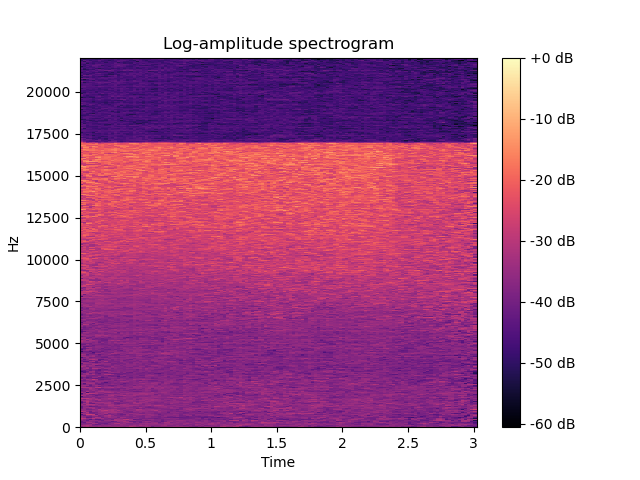 Log-amplitude spectrogram
+0 dB
20000
-10 dB
17500
15000
-20 dB
12500
-30 dB
Hz
10000
7500
-40 dB
5000
-50 dB
2500
0
-60 dB
0 0.5 1 1.5 2 2.5 3
Time